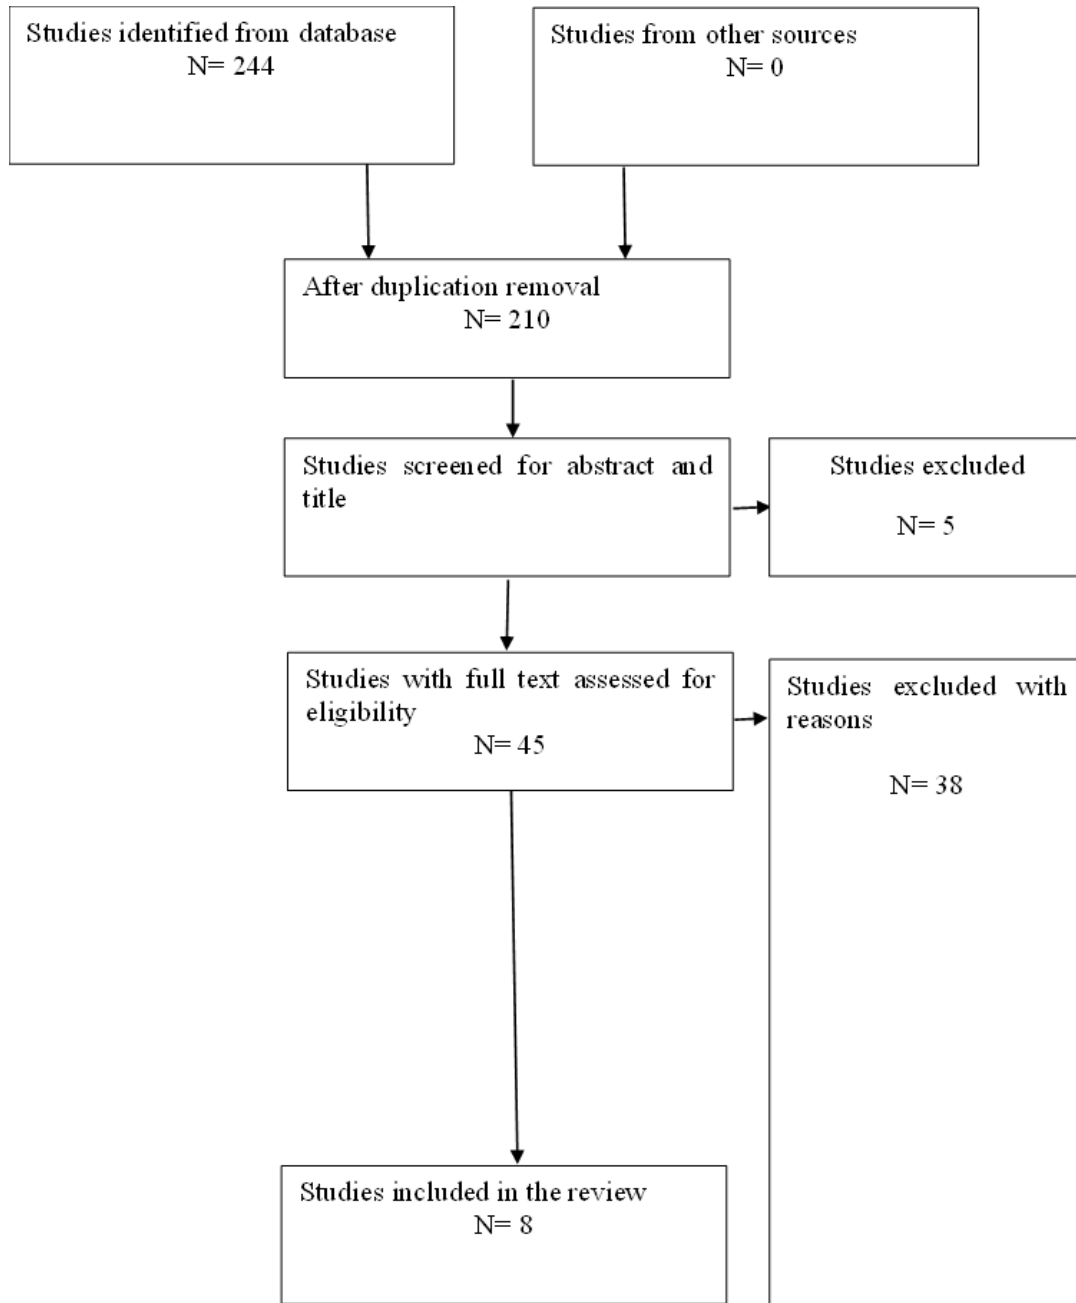 Studies identified from database
N= 244
Studies from other sources
N= 0
After duplication removal
N= 210
Studies screened for abstract and
title
Studies excluded
N= 5
Studies with full text assessed for
eligibility
N= 45
Studies excluded with
reasons
N= 38
Studies included in the review
N= 8